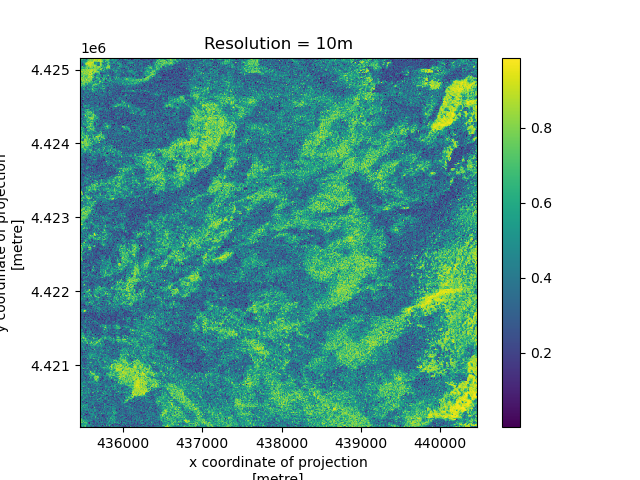 1e6
Resolution = 10m
4.425
4.424
4.423
4.422
4.421
y coordinate of projection
[metre]
436000 437000 438000 439000 440000
x coordinate of projection
[metre]
0.8
0.6
0.4
0.2